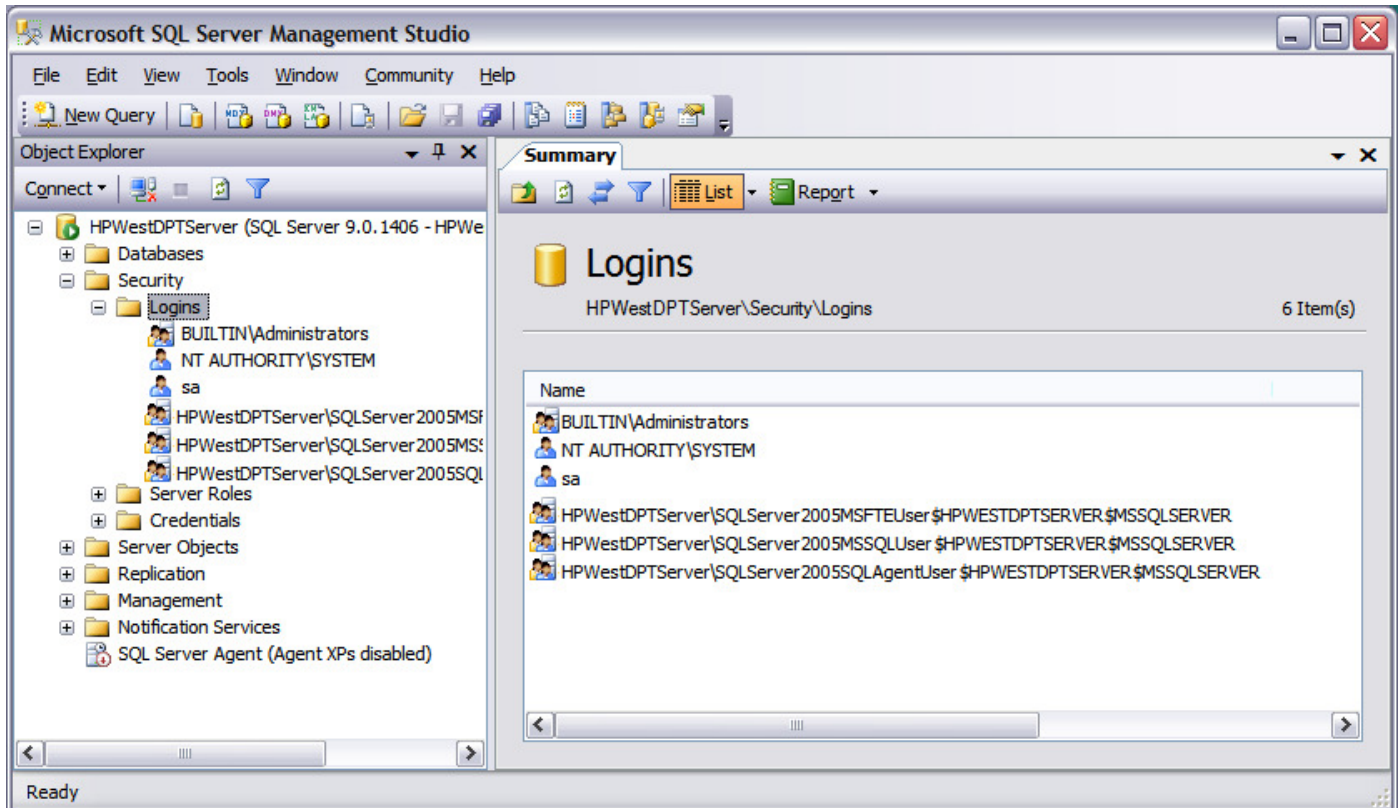 Microsoft SQL Server Management Studio
File Edit View Tools Window Community Help
New Query
Object Explorer
Connect
HPWestDPTServer (SQL Server 9.0.1406 - HPWe
Databases
Security
Logins
BUILTIN\Administrators
NT AUTHORITY\SYSTEM
sa
HPWestDPTServer\SQLServer2005MSF
HPWestDPTServer\SQLServer2005MSS
HPWestDPTServer\SQLServer2005SQL
Server Roles
Credentials
Server Objects
Replication
Management
Notification Services
SQL Server Agent (Agent XPs disabled)
Summary
List Report
Logins
HPWestDPTServer\Security\Logins 6 Item(s)
Name
BUILTIN\Administrators
NT AUTHORITY\SYSTEM
sa
HPWestDPTServer\SQLServer2005MSFTEUser$HPWESTDPTSERVER$MSSQLSERVER
HPWestDPTServer\SQLServer2005MSSQLUser$HPWESTDPTSERVER$MSSQLSERVER
HPWestDPTServer\SQLServer2005SQLAgentUser$HPWESTDPTSERVER$MSSQLSERVER
Ready